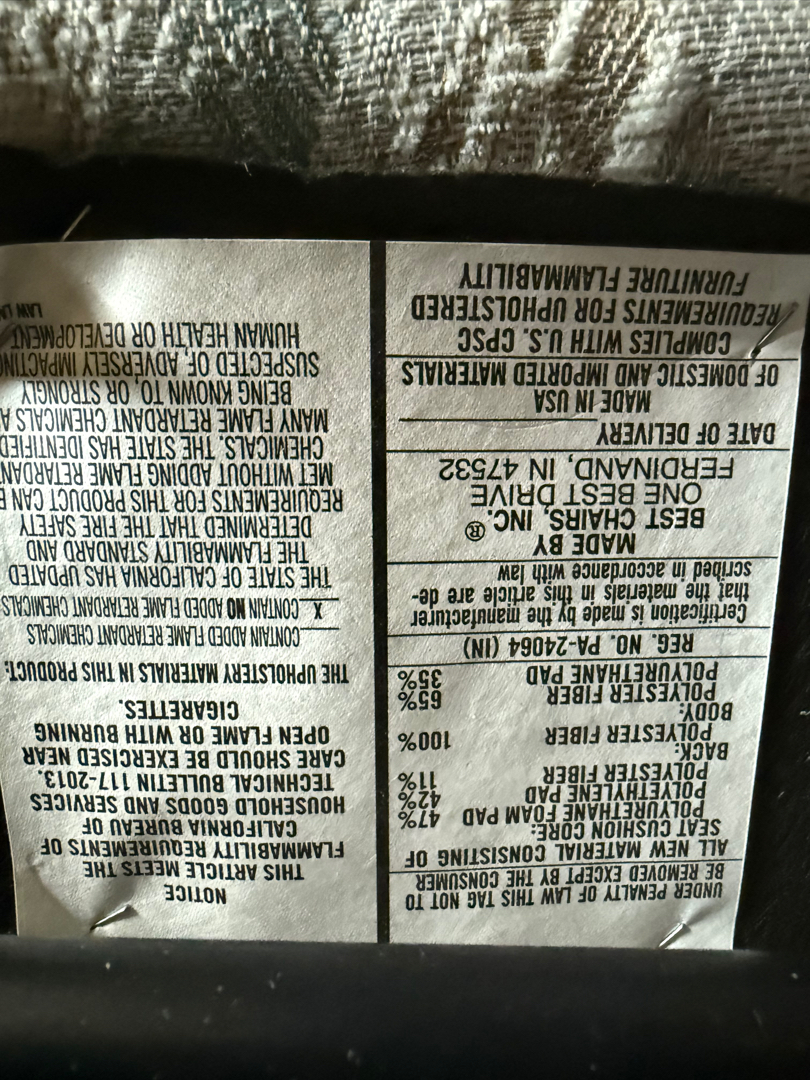 UNDER PENALTY OF LAW THIS TAG NOT TO
BE REMOVED EXCEPT BY THE CONSUMER
ALL NEW MATERIAL CONSISTING OF
SEAT CUSHION CORE:
POLYURETHANE FOAM PAD 47%
POLYETHYLENE PAD 42%
POLYESTER FIBER 11%
BACK:
POLYESTER FIBER 100%
BODY:
POLYESTER FIBER 65%
POLYURETHANE PAD 35%
REG. NO. PA-24064 (IN)
Certification is made by the manufacturer
that the materials in this article are de-
scribed in accordance with law
MADE BY
BEST CHAIRS, INC.®
ONE BEST DRIVE
FERDINAND, IN 47532
DATE OF DELIVERY
MADE IN USA
OF DOMESTIC AND IMPORTED MATERIALS
COMPLIES WITH U.S. CPSC
REQUIREMENTS FOR UPHOLSTERED
FURNITURE FLAMMABILITY
NOTICE
THIS ARTICLE MEETS THE
FLAMMABILITY REQUIREMENTS OF
CALIFORNIA BUREAU OF
HOUSEHOLD GOODS AND SERVICES
TECHNICAL BULLETIN 117-2013.
CARE SHOULD BE EXERCISED NEAR
OPEN FLAME OR WITH BURNING
CIGARETTES.
THE UPHOLSTERY MATERIALS IN THIS PRODUCT:
CONTAIN ADDED FLAME RETARDANT CHEMICALS
X CONTAIN NO ADDED FLAME RETARDANT CHEMICALS
THE STATE OF CALIFORNIA HAS UPDATED
THE FLAMMABILITY STANDARD AND
DETERMINED THAT THE FIRE SAFETY
REQUIREMENTS FOR THIS PRODUCT CAN
MET WITHOUT ADDING FLAME RETARDANT
CHEMICALS. THE STATE HAS IDENTIFIED
MANY FLAME RETARDANT CHEMICALS
BEING KNOWN TO, OR STRONGLY
SUSPECTED OF, ADVERSELY IMPACTING
HUMAN HEALTH OR DEVELOPMENT
LAW